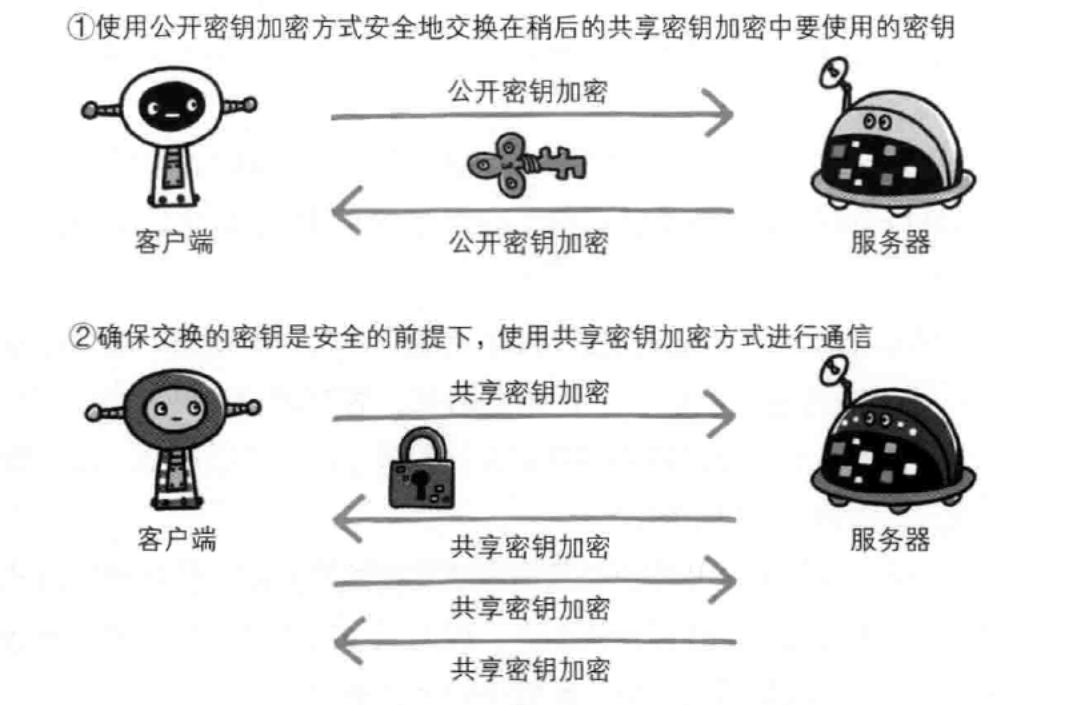 ①使用公开密钥加密方式安全地交换在稍后的共享密钥加密中要使用的密钥
公开密钥加密
公开密钥加密
客户端
服务器
②确保交换的密钥是安全的前提下，使用共享密钥加密方式进行通信
共享密钥加密
客户端
服务器
共享密钥加密
共享密钥加密
共享密钥加密